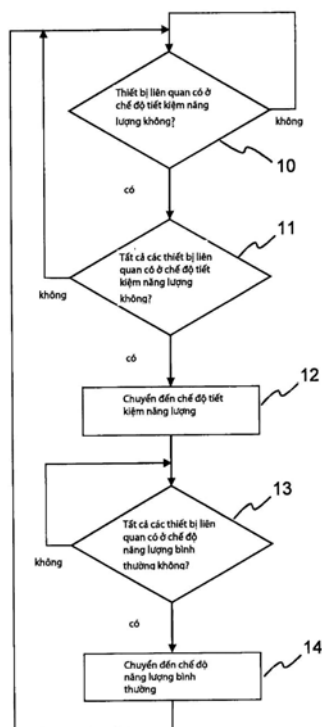 Thiết bị liên quan có ở
chế độ tiết kiệm năng
lượng không?
không
10
có
11
Tất cả các thiết bị liên
quan có ở chế độ tiết
kiệm năng lượng
không?
không
có
12
Chuyển đến chế độ tiết
kiệm năng lượng
13
Tất cả các thiết bị liên
quan có ở chế độ
năng lượng bình
thường không?
không
có
14
Chuyển đến chế độ
năng lượng bình
thường